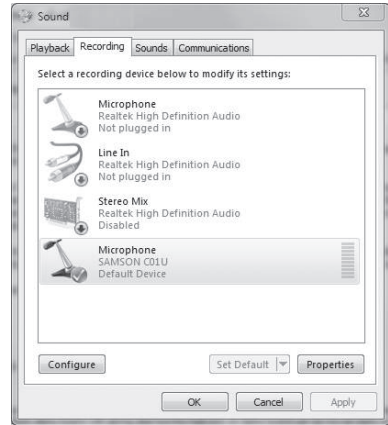 Sound
Playback Recording Sounds Communications
Select a recording device below to modify its settings:
Microphone
Realtek High Definition Audio
Not plugged in
Line In
Realtek High Definition Audio
Not plugged in
Stereo Mix
Realtek High Definition Audio
Disabled
Microphone
SAMSON C01U
Default Device
Configure Set Default Properties
OK Cancel Apply